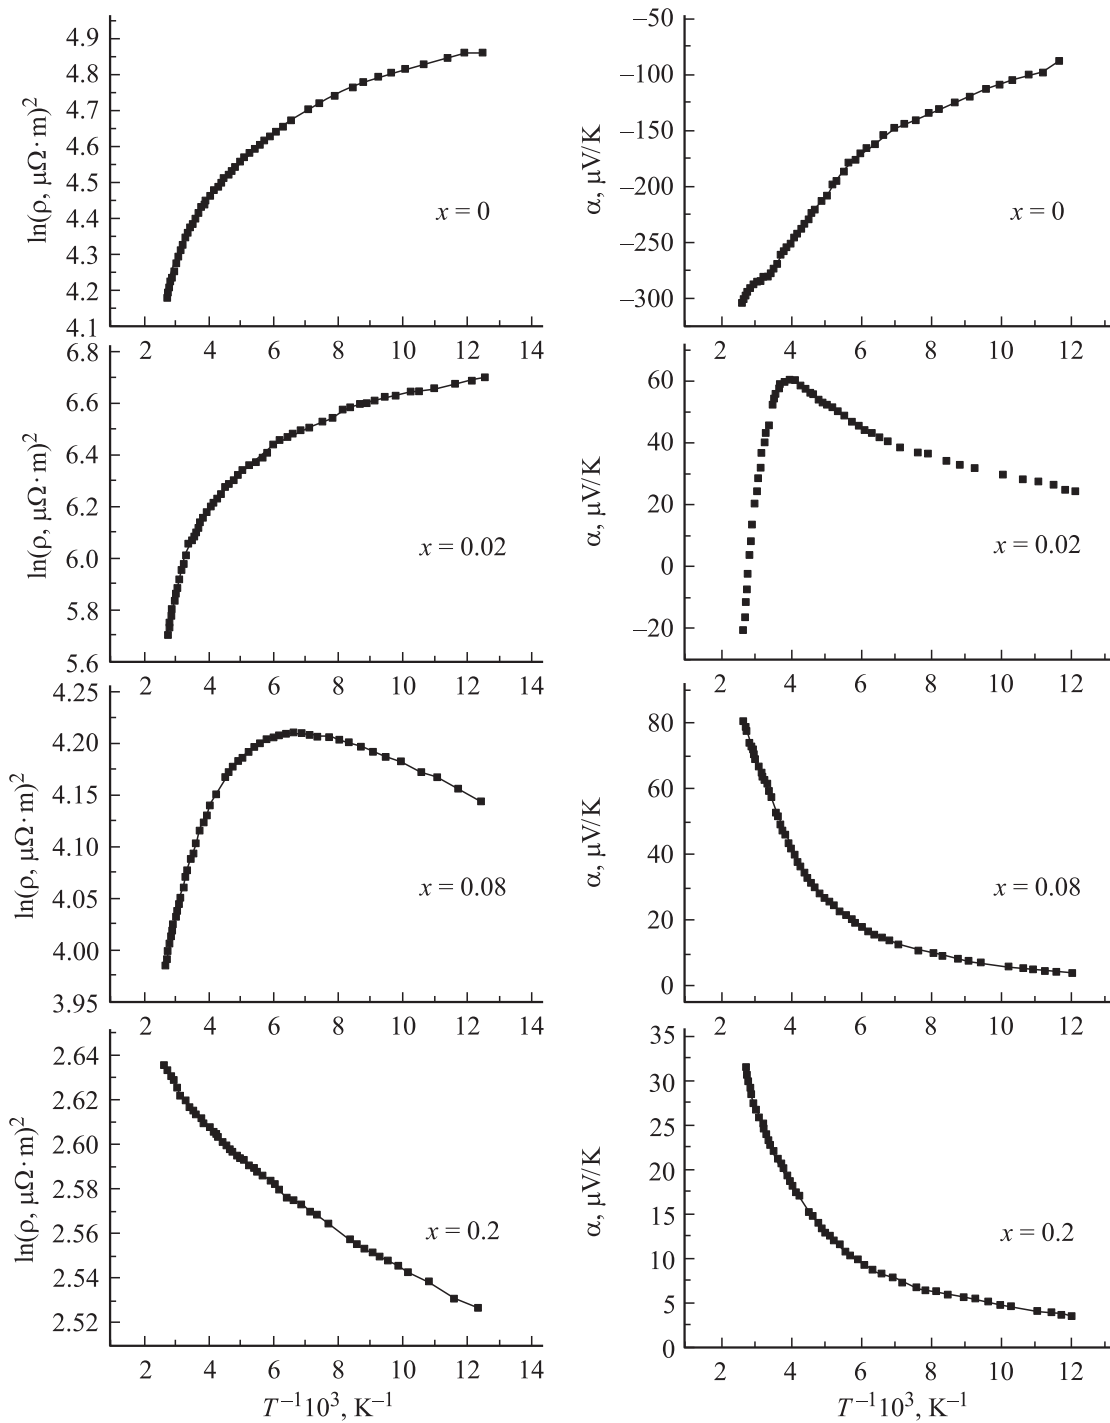 4.9
4.8
4.7
4.6
4.5
4.4
4.3
4.2
4.1
ln(ρ, μΩ·m)²
x = 0
2 4 6 8 10 12 14
−50
−100
−150
−200
−250
−300
α, μV/K
x = 0
2 4 6 8 10 12
6.8
6.6
6.4
6.2
6.0
5.8
5.6
ln(ρ, μΩ·m)²
x = 0.02
2 4 6 8 10 12 14
60
40
20
0
−20
α, μV/K
x = 0.02
2 4 6 8 10 12
4.25
4.20
4.15
4.10
4.05
4.00
3.95
ln(ρ, μΩ·m)²
x = 0.08
2 4 6 8 10 12 14
80
60
40
20
0
α, μV/K
x = 0.08
2 4 6 8 10 12
2.64
2.62
2.60
2.58
2.56
2.54
2.52
ln(ρ, μΩ·m)²
x = 0.2
2 4 6 8 10 12 14
T⁻¹10³, K⁻¹
35
30
25
20
15
10
5
0
α, μV/K
x = 0.2
2 4 6 8 10 12
T⁻¹10³, K⁻¹